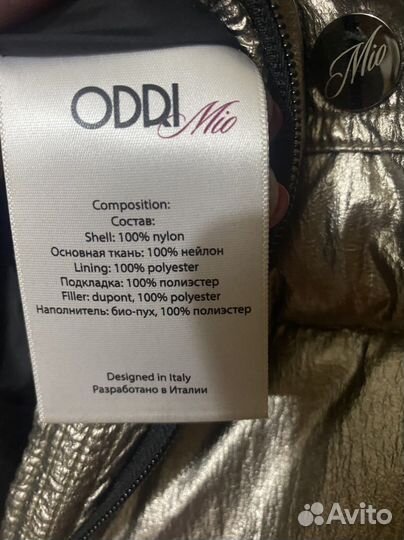 ODRI Mio
Mio
Composition:
Состав:
Shell: 100% nylon
Основная ткань: 100% нейлон
Lining: 100% polyester
Подкладка: 100% полиэстер
Filler: dupont, 100% polyester
Наполнитель: био-пух, 100% полиэстер
Designed in Italy
Разработано в Италии
Avito